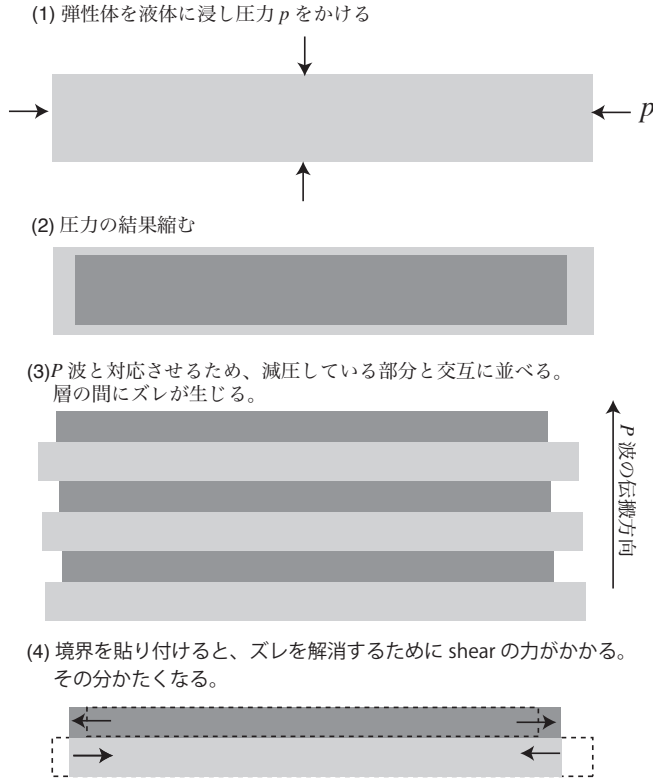 (1) 弾性体を液体に浸し圧力 p をかける
p
(2) 圧力の結果縮む
(3)P 波と対応させるため、減圧している部分と交互に並べる。
層の間にズレが生じる。
P 波の伝搬方向
(4) 境界を貼り付けると、ズレを解消するために shear の力がかかる。
その分かたくなる。